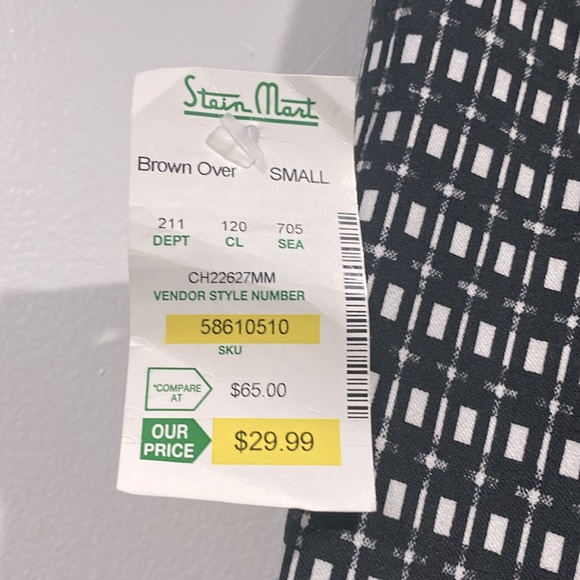 Stein Mart
Brown Over SMALL
211 120 705
DEPT CL SEA
CH22627MM
VENDOR STYLE NUMBER
58610510
SKU
*COMPARE AT $65.00
OUR PRICE $29.99